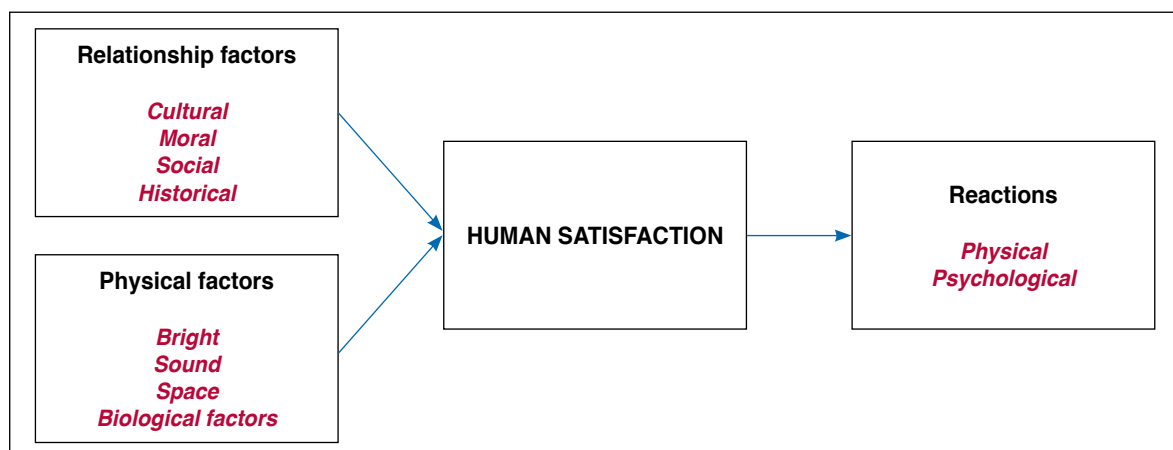 Relationship factors
Cultural
Moral
Social
Historical
Physical factors
Bright
Sound
Space
Biological factors
HUMAN SATISFACTION
Reactions
Physical
Psychological